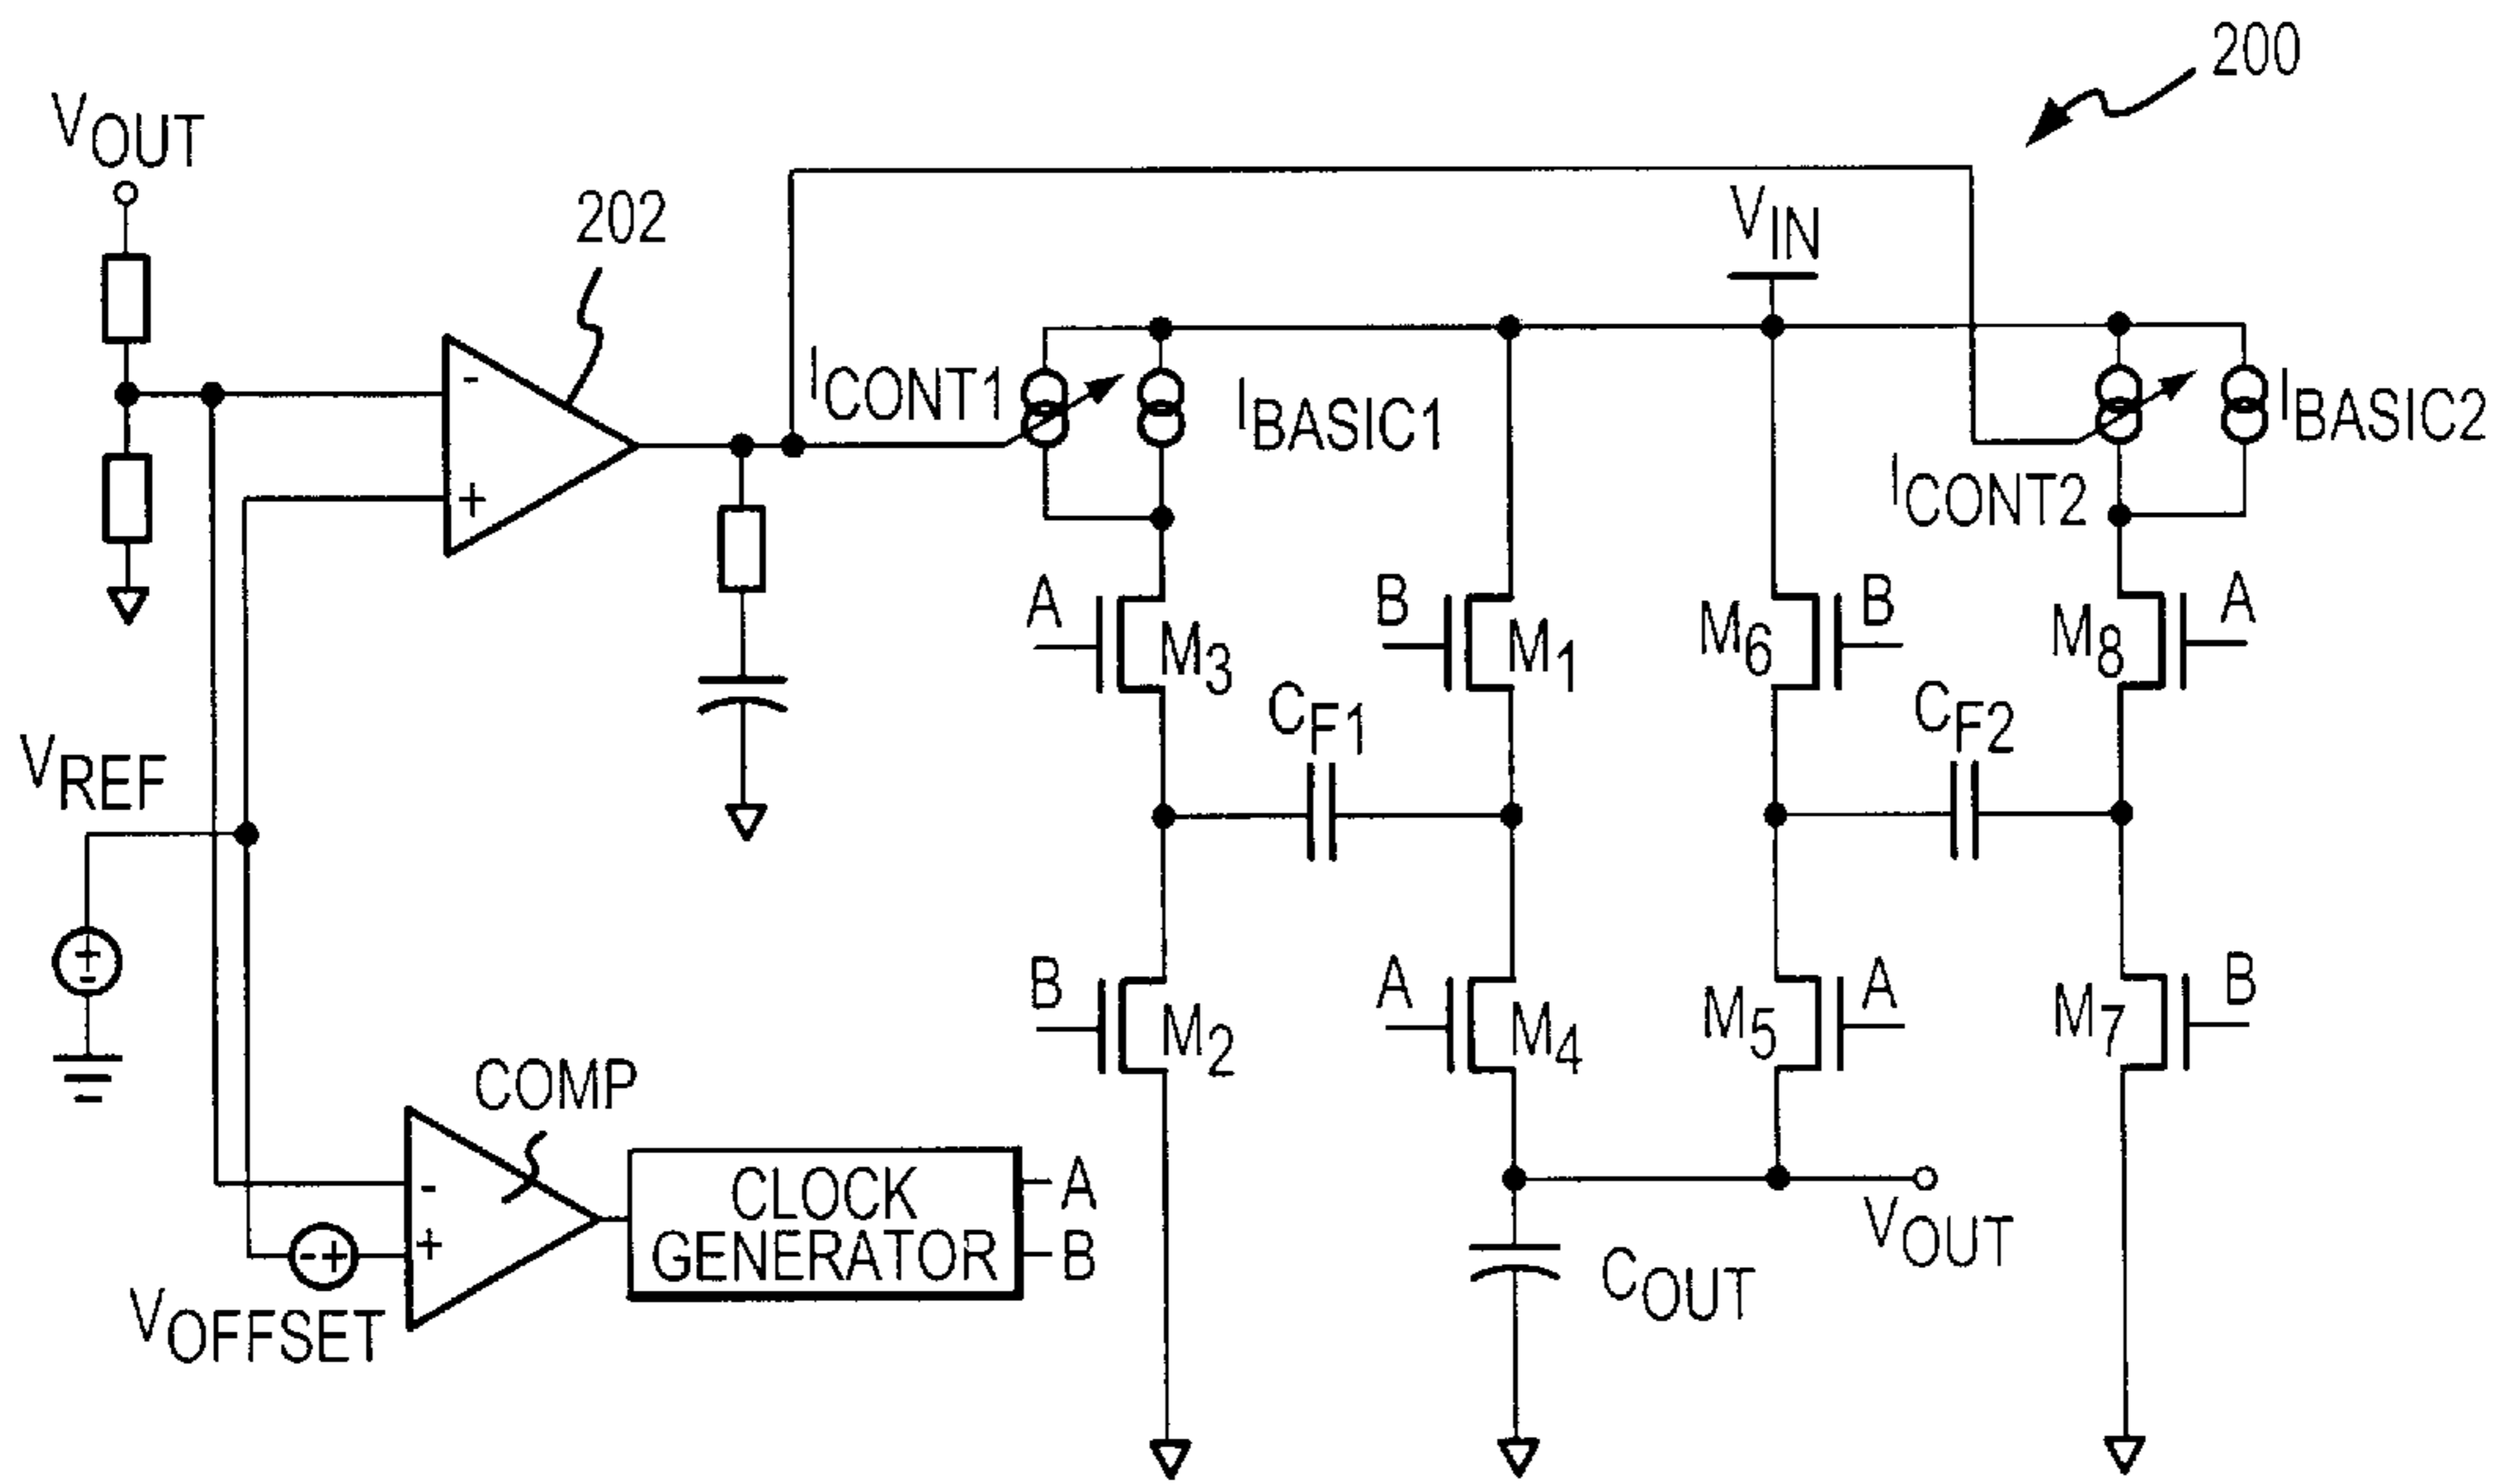 200
VOUT
202
VIN
-
+
ICONT1
IBASIC1
IBASIC2
ICONT2
A
M3
B
M1
M6
B
M8
A
CF1
CF2
VREF
+
-
B
M2
A
M4
M5
A
M7
B
COMP
-
+
CLOCK
GENERATOR
A
B
- +
VOFFSET
COUT
VOUT